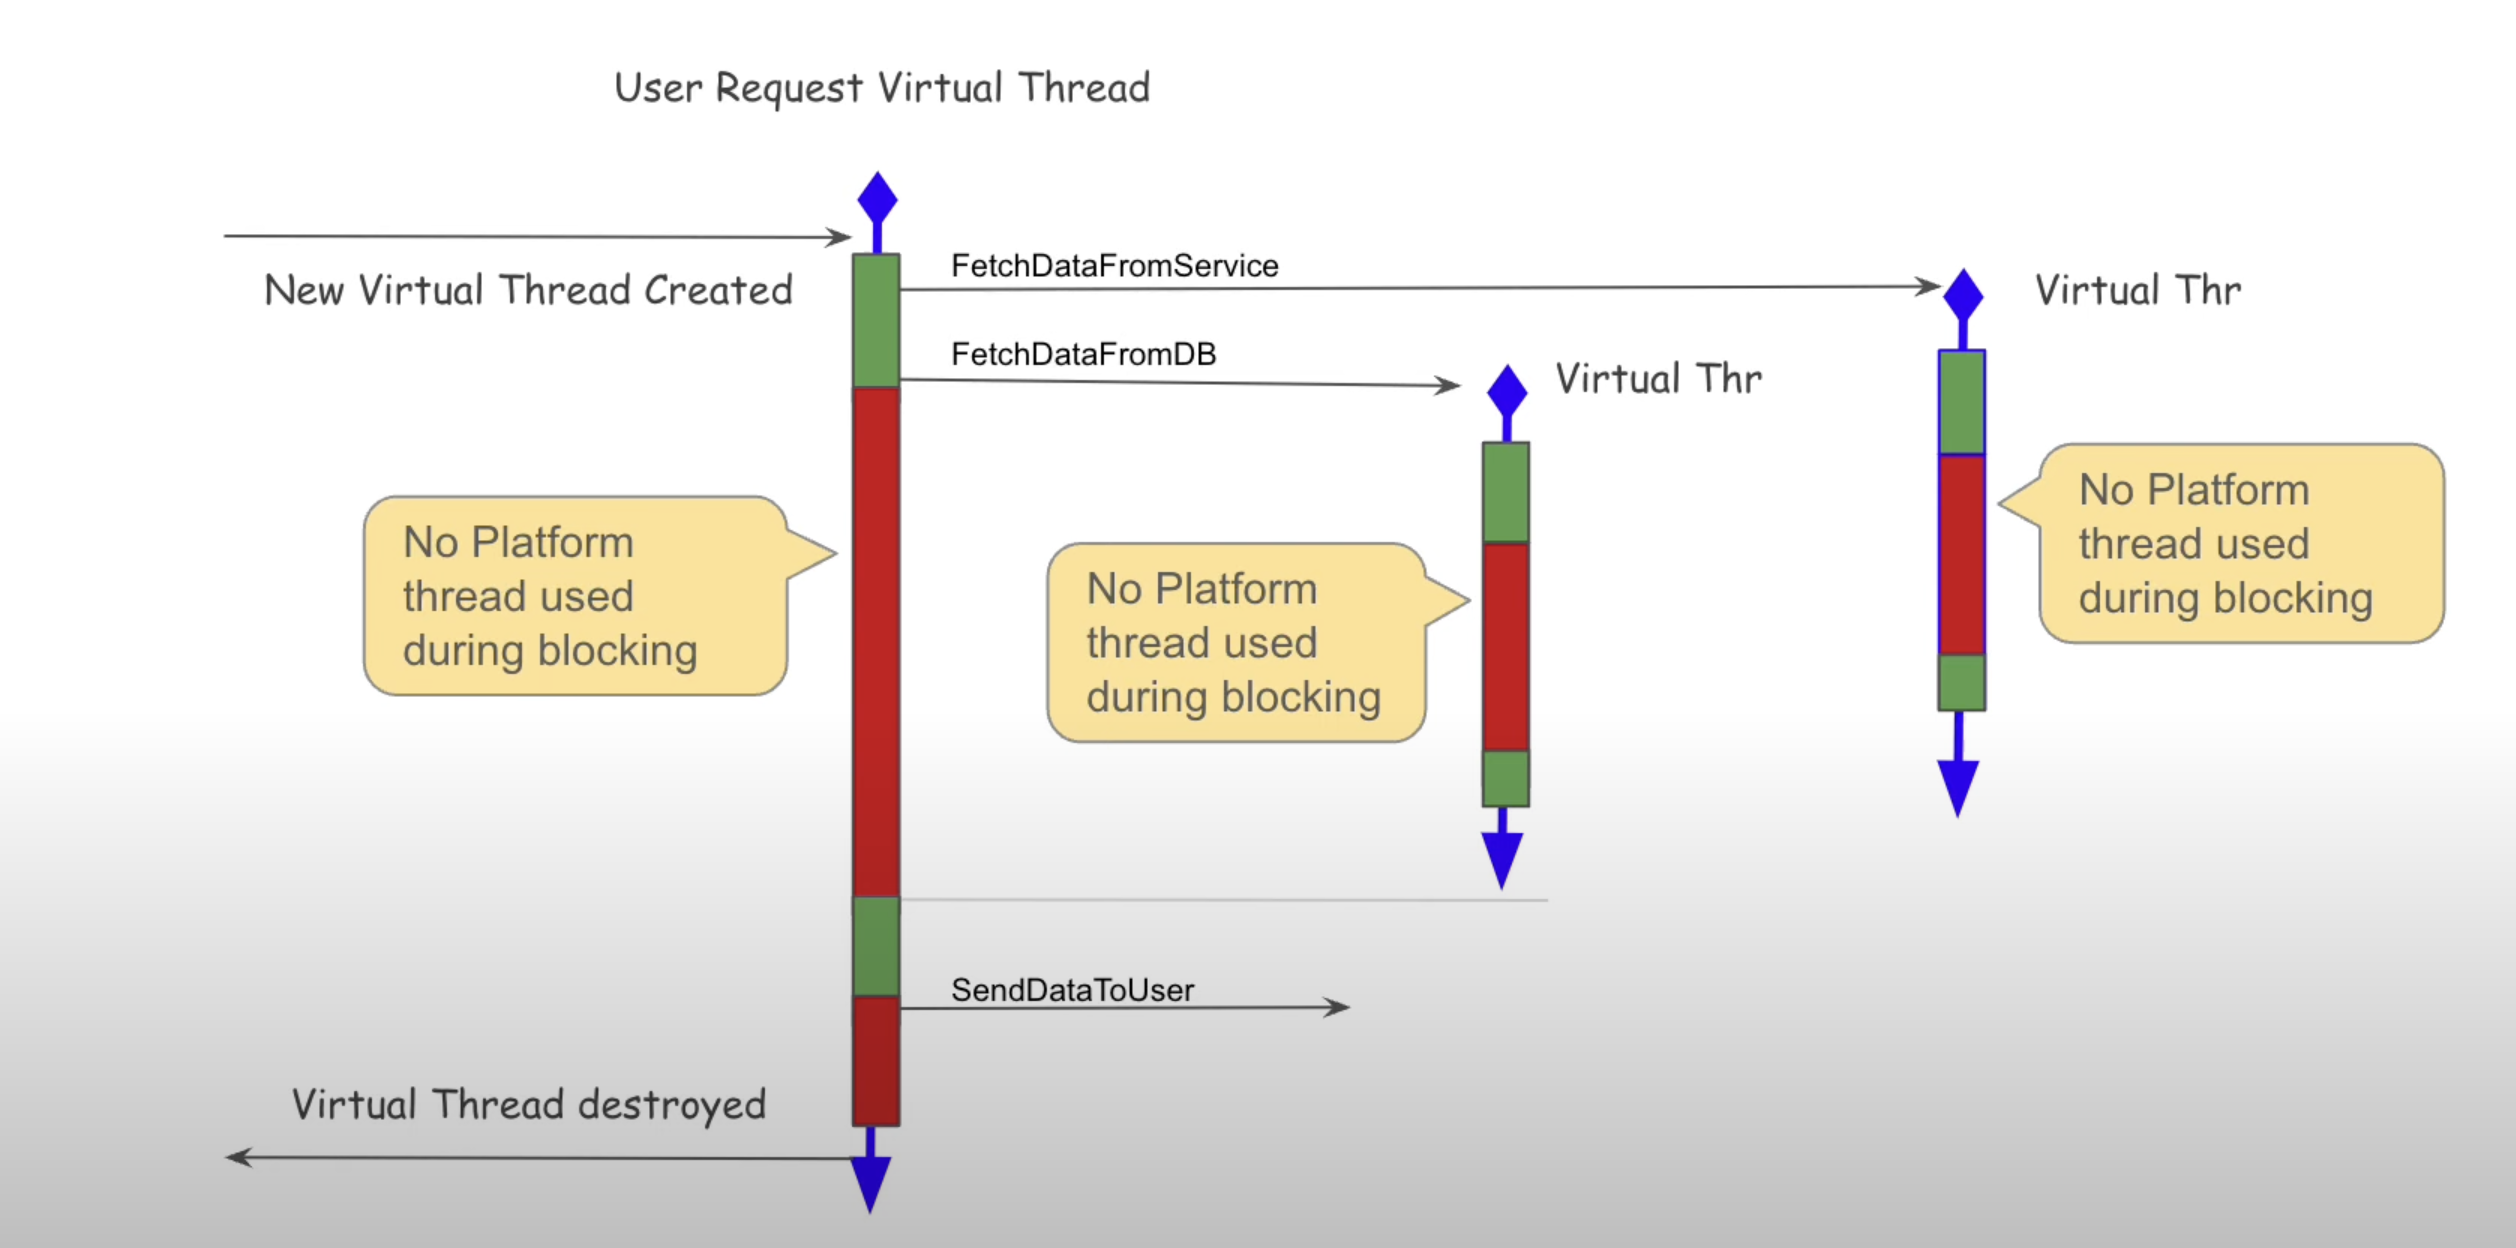 User Request Virtual Thread
New Virtual Thread Created
FetchDataFromService
Virtual Thr
FetchDataFromDB
Virtual Thr
No Platform
thread used
during blocking
No Platform
thread used
during blocking
No Platform
thread used
during blocking
SendDataToUser
Virtual Thread destroyed